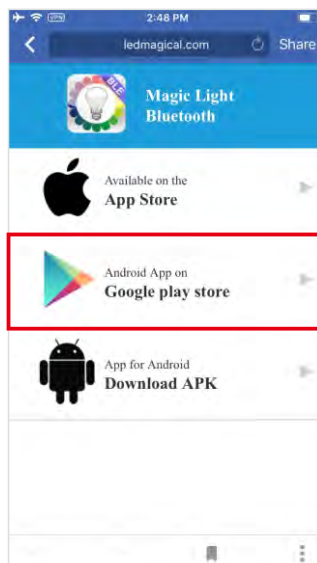 VPN
2:48 PM
ledmagical.com
Share
BLE
Magic Light
Bluetooth
Available on the
App Store
Android App on
Google play store
App for Android
Download APK